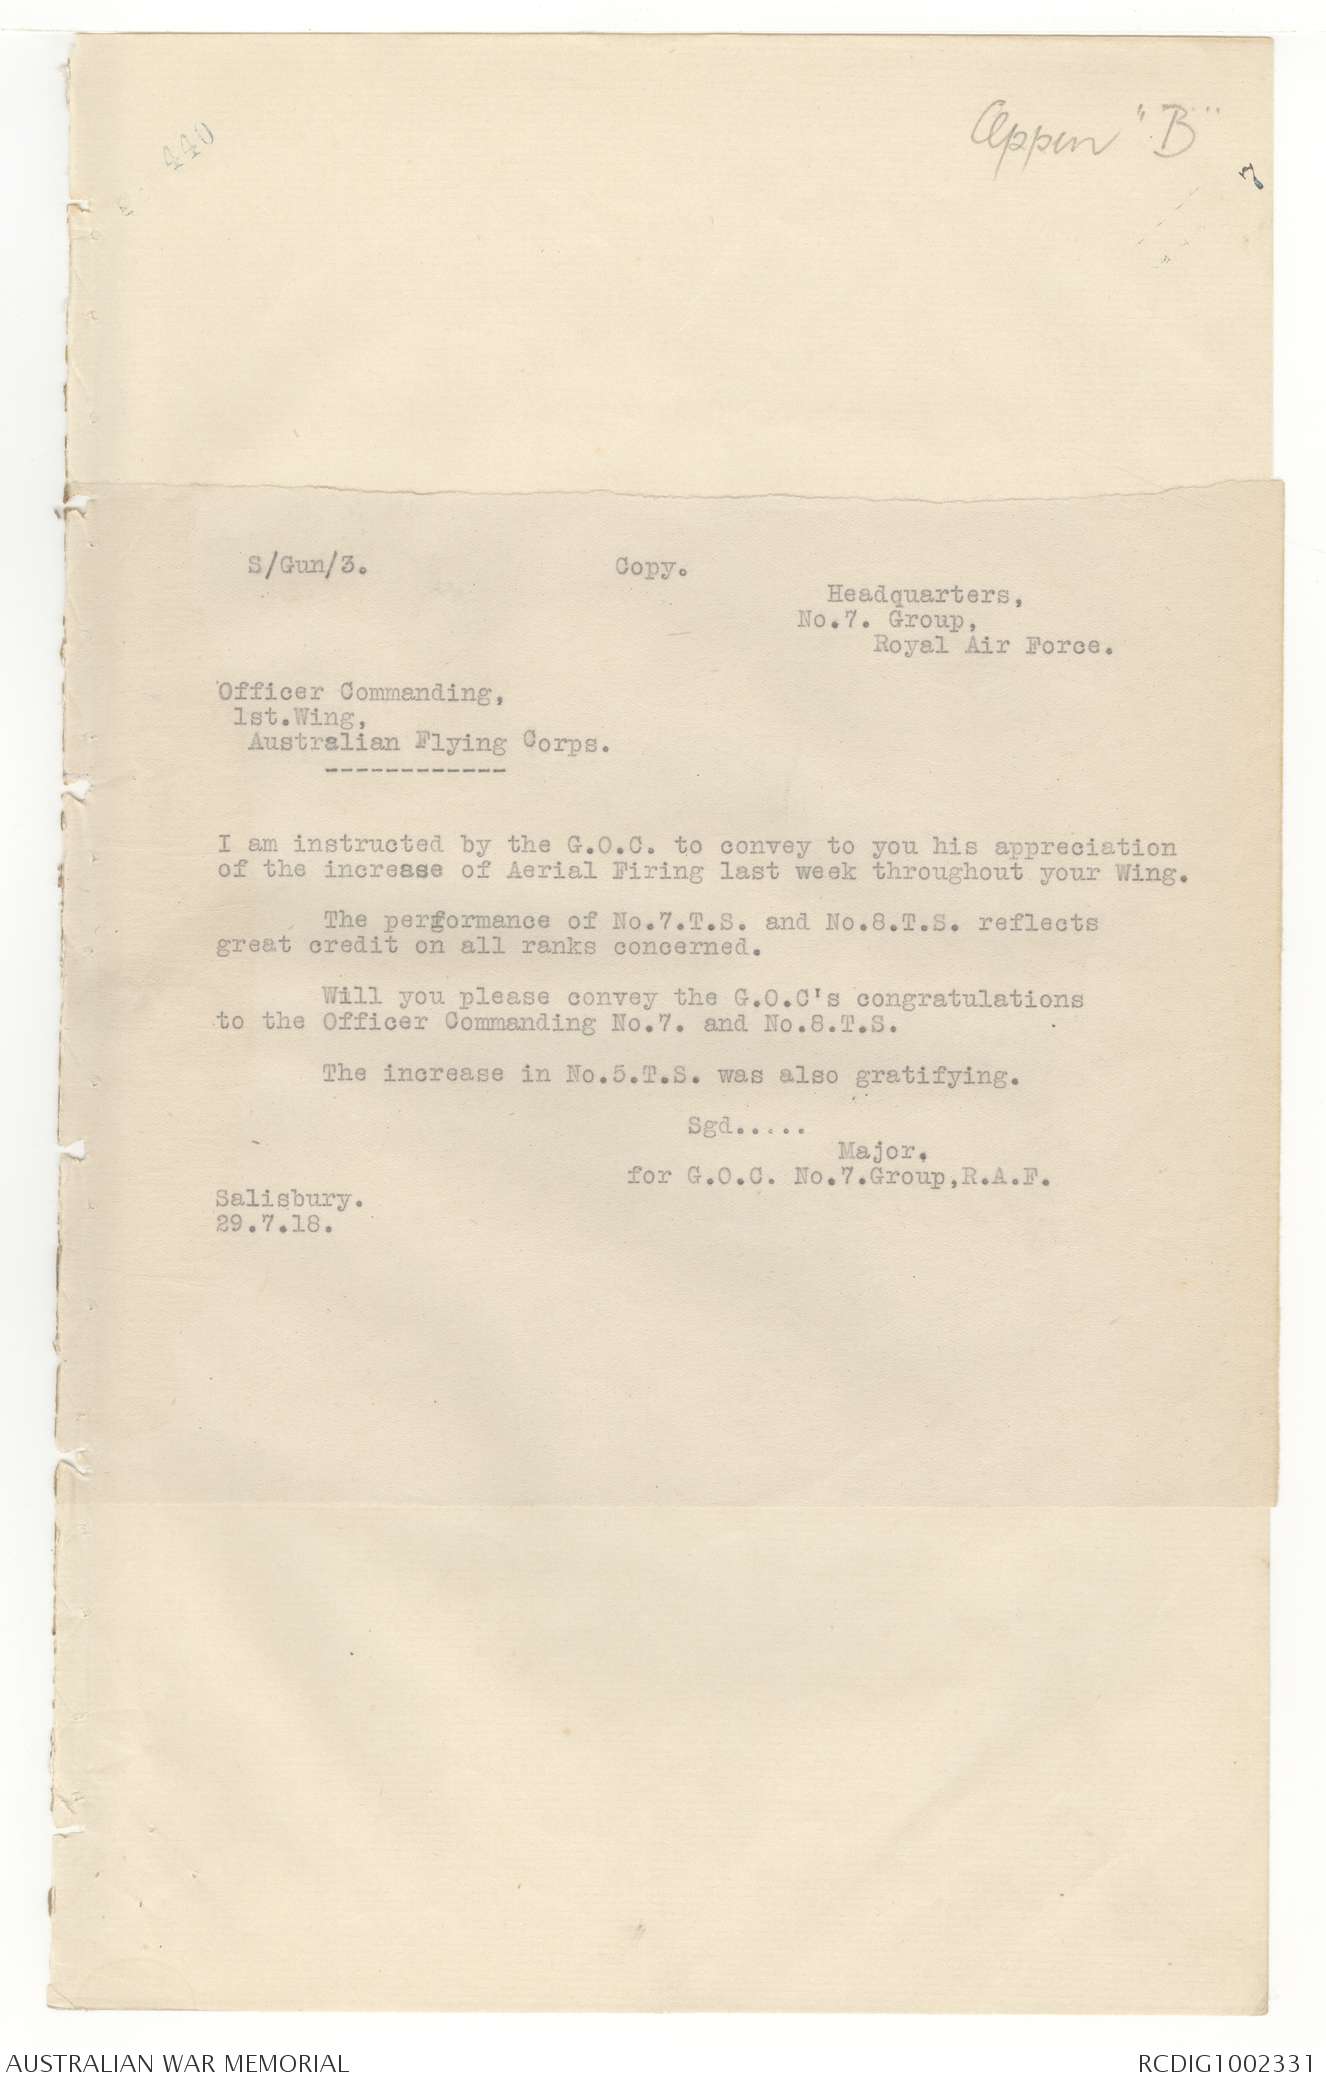 440
Appen "B"
7
S/Gun/3.
Copy.
Headquarters,
No.7. Group,
Royal Air Force.
Officer Commanding,
1st.Wing,
Australian Flying Corps.
------------
I am instructed by the G.O.C. to convey to you his appreciation
of the increase of Aerial Firing last week throughout your Wing.
The performance of No.7.T.S. and No.8.T.S. reflects
great credit on all ranks concerned.
Will you please convey the G.O.C's congratulations
to the Officer Commanding No.7. and No.8.T.S.
The increase in No.5.T.S. was also gratifying.
Sgd.....
Major.
for G.O.C. No.7.Group,R.A.F.
Salisbury.
29.7.18.
AUSTRALIAN WAR MEMORIAL
RCDIG1002331